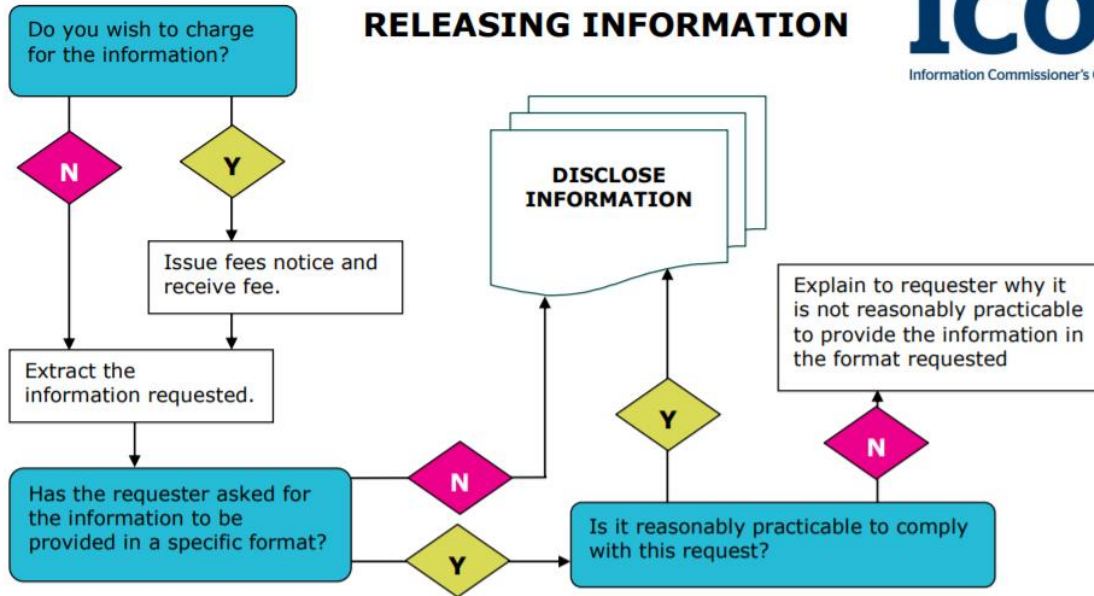 RELEASING INFORMATION
ICO
Information Commissioner's
Do you wish to charge
for the information?
N
Y
Issue fees notice and
receive fee.
Extract the
information requested.
Has the requester asked for
the information to be
provided in a specific format?
N
Y
DISCLOSE
INFORMATION
Is it reasonably practicable to comply
with this request?
Y
N
Explain to requester why it
is not reasonably practicable
to provide the information in
the format requested